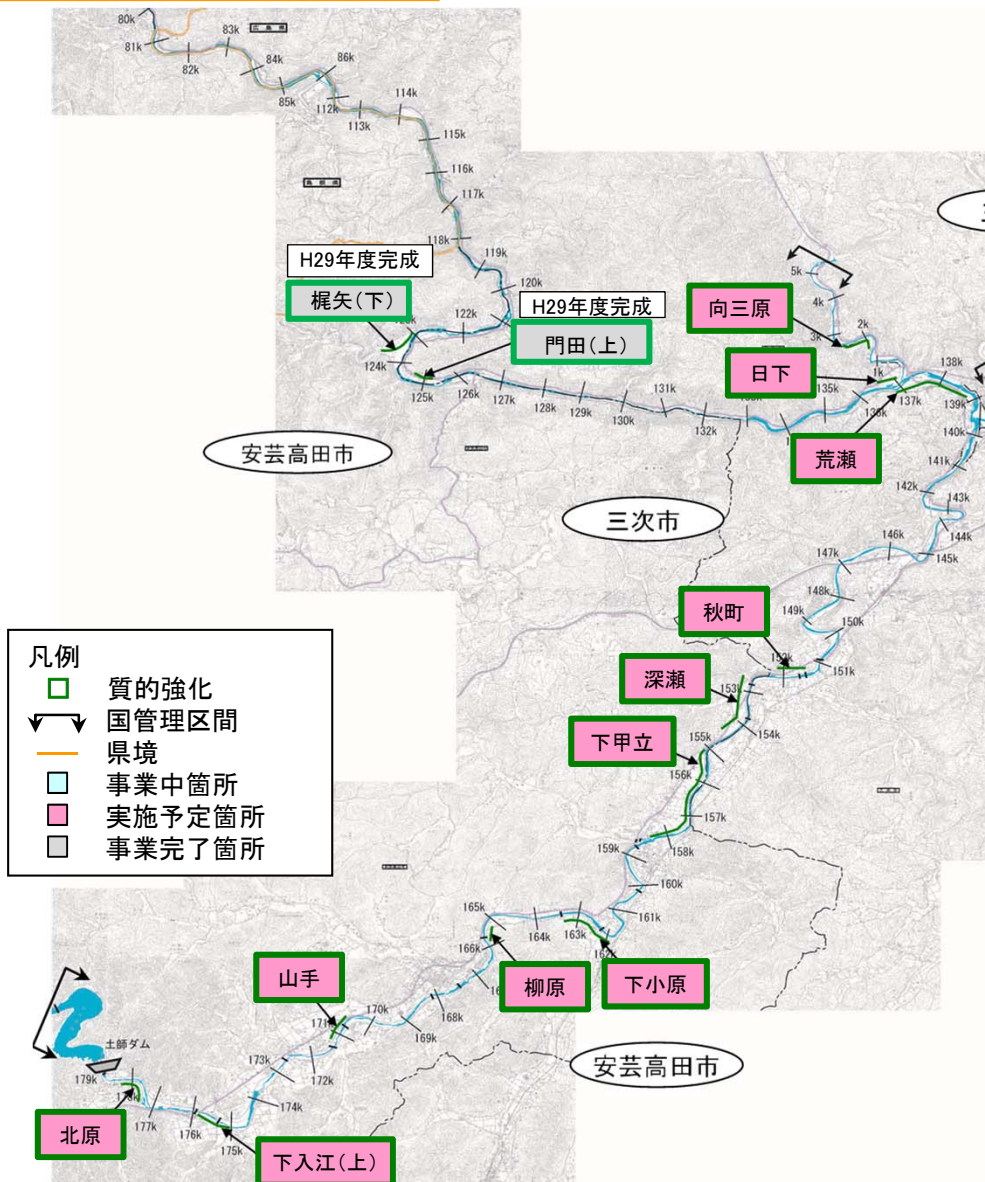 80k
81k
82k
83k
84k
85k
86k
112k
113k
114k
115k
116k
117k
118k
119k
120k
H29年度完成
梶矢(下)
H29年度完成
門田(上)
122k
124k
125k
126k
127k
128k
129k
130k
131k
132k
135k
136k
137k
138k
139k
140k
141k
142k
143k
144k
145k
146k
147k
148k
149k
150k
151k
5k
4k
3k
2k
1k
向三原
日下
荒瀬
安芸高田市
三次市
秋町
深瀬
下甲立
152k
153k
154k
155k
156k
157k
158k
159k
160k
161k
162k
163k
164k
165k
166k
168k
169k
170k
171k
172k
173k
174k
175k
176k
177k
178k
179k
凡例
質的強化
国管理区間
県境
事業中箇所
実施予定箇所
事業完了箇所
下小原
柳原
山手
土師ダム
北原
下入江(上)
安芸高田市